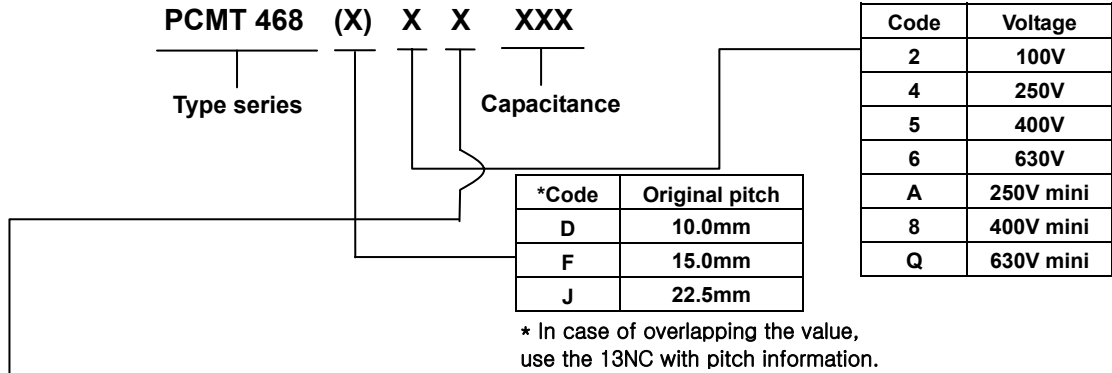 PCMT 468 (X) X X XXX
Type series
Capacitance
Code Voltage
2 100V
4 250V
5 400V
6 630V
A 250V mini
8 400V mini
Q 630V mini
*Code Original pitch
D 10.0mm
F 15.0mm
J 22.5mm
* In case of overlapping the value,
use the 13NC with pitch information.